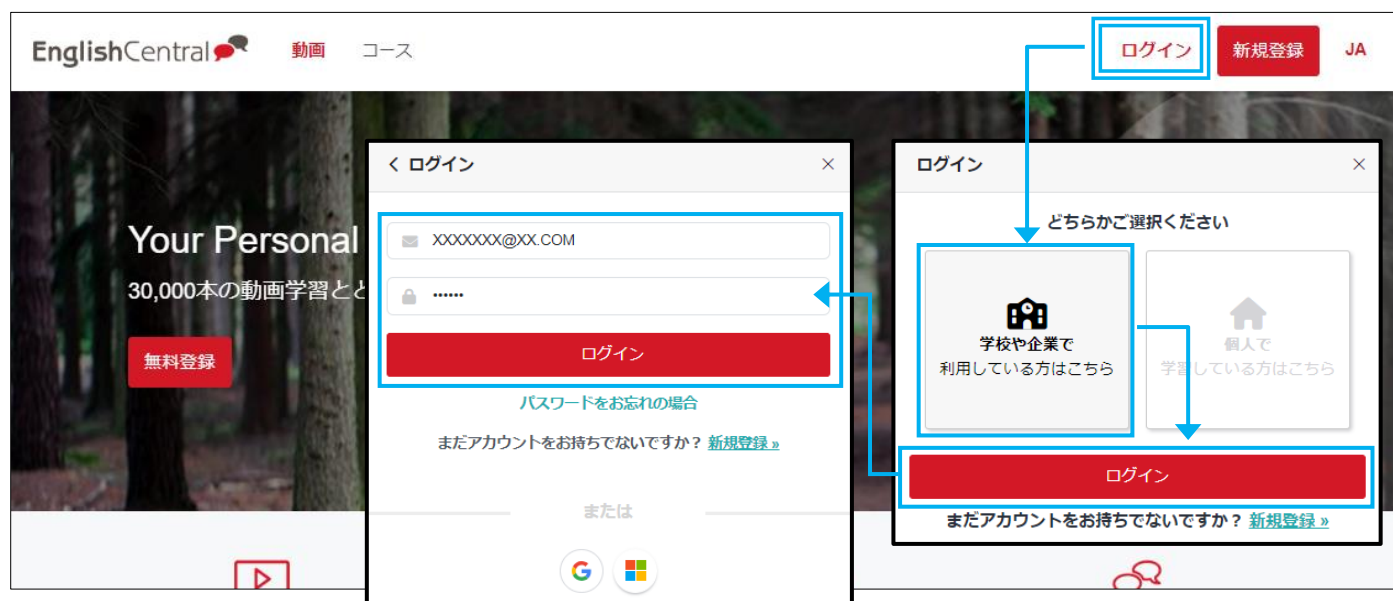 EnglishCentral 動画 コース ログイン 新規登録 JA
Your Personal
30,000本の動画学習とと
無料登録
ログイン ×
XXXXXXX@XX.COM
••••••
ログイン
パスワードをお忘れの場合
まだアカウントをお持ちでないですか？ 新規登録 »
または
G
ログイン ×
どちらかご選択ください
学校や企業で
利用している方はこちら
個人で
学習している方はこちら
ログイン
まだアカウントをお持ちでないですか？ 新規登録 »